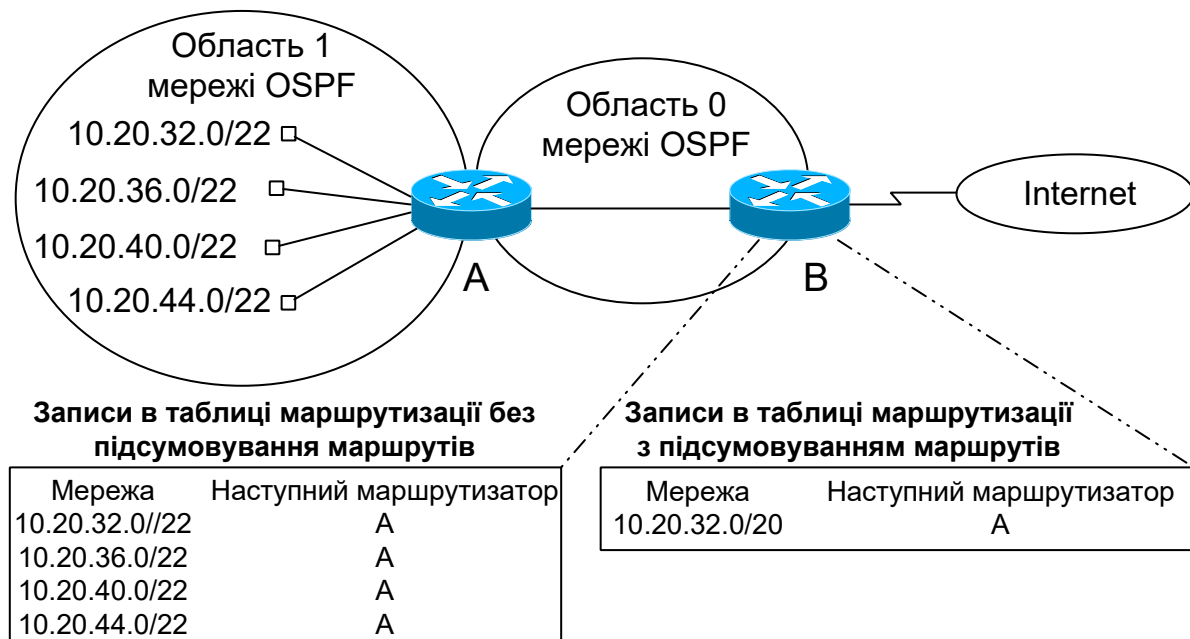 Область 1
мережі OSPF
10.20.32.0/22
10.20.36.0/22
10.20.40.0/22
10.20.44.0/22
Область 0
мережі OSPF
A
B
Internet
Записи в таблиці маршрутизації без
підсумовування маршрутів
Мережа Наступний маршрутизатор
10.20.32.0//22 A
10.20.36.0/22 A
10.20.40.0/22 A
10.20.44.0/22 A
Записи в таблиці маршрутизації
з підсумовуванням маршрутів
Мережа Наступний маршрутизатор
10.20.32.0/20 A